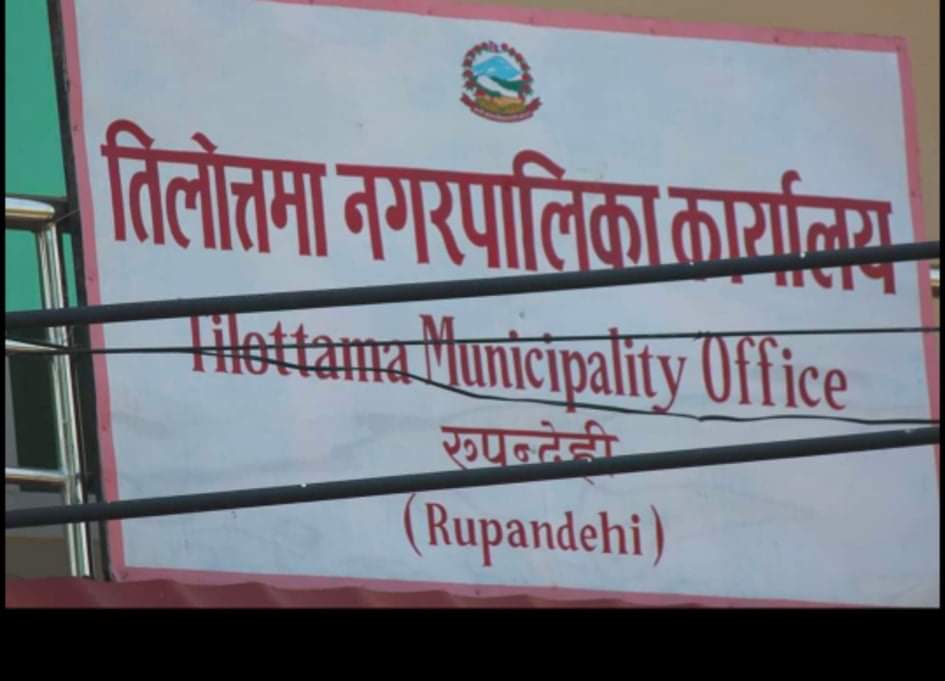 तिलोत्तमा नगरपालिका कार्यालय
Tilottama Municipality Office
रुपन्देही
(Rupandehi)